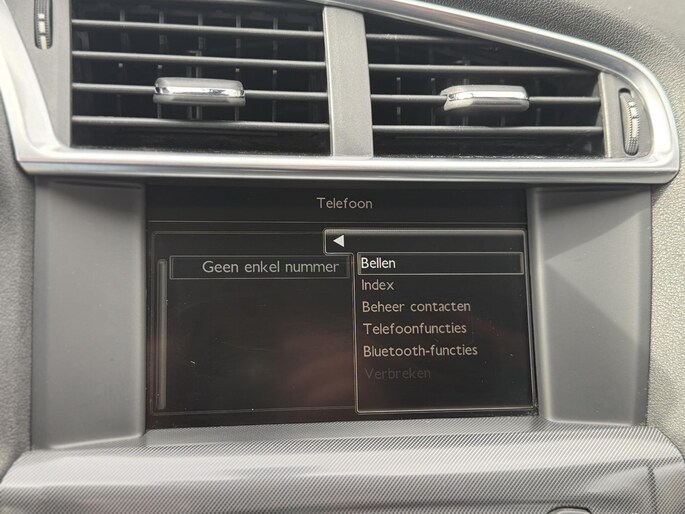 Telefoon
Geen enkel nummer
Bellen
Index
Beheer contacten
Telefoonfuncties
Bluetooth-functies
Verbreken